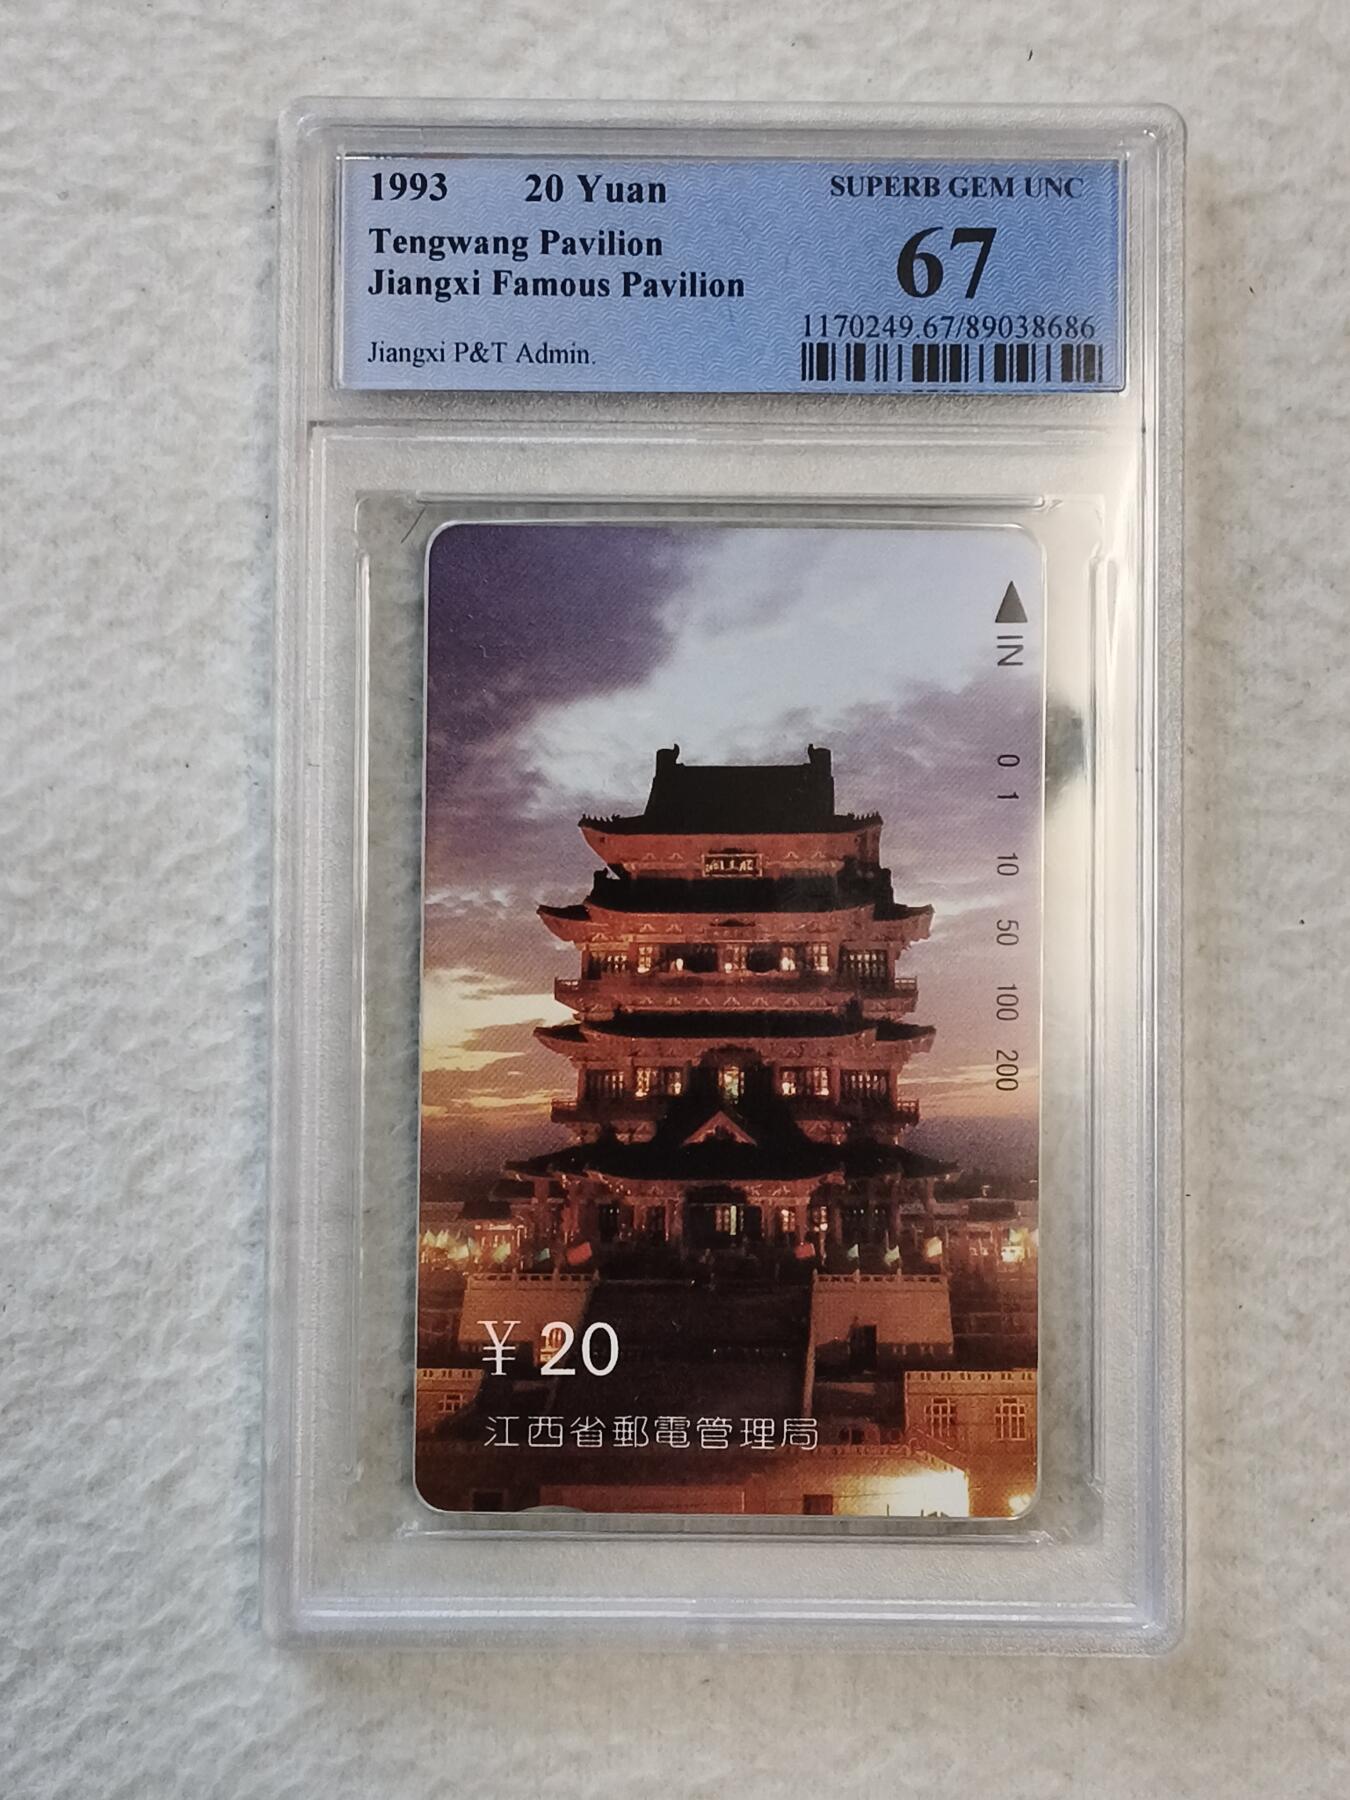 1993 20 Yuan SUPERB GEM UNC
Tengwang Pavilion
Jiangxi Famous Pavilion
67
1170249.67/89038686
Jiangxi P&T Admin.
▲IN
0 1 10 50 100 200
¥20
江西省郵電管理局